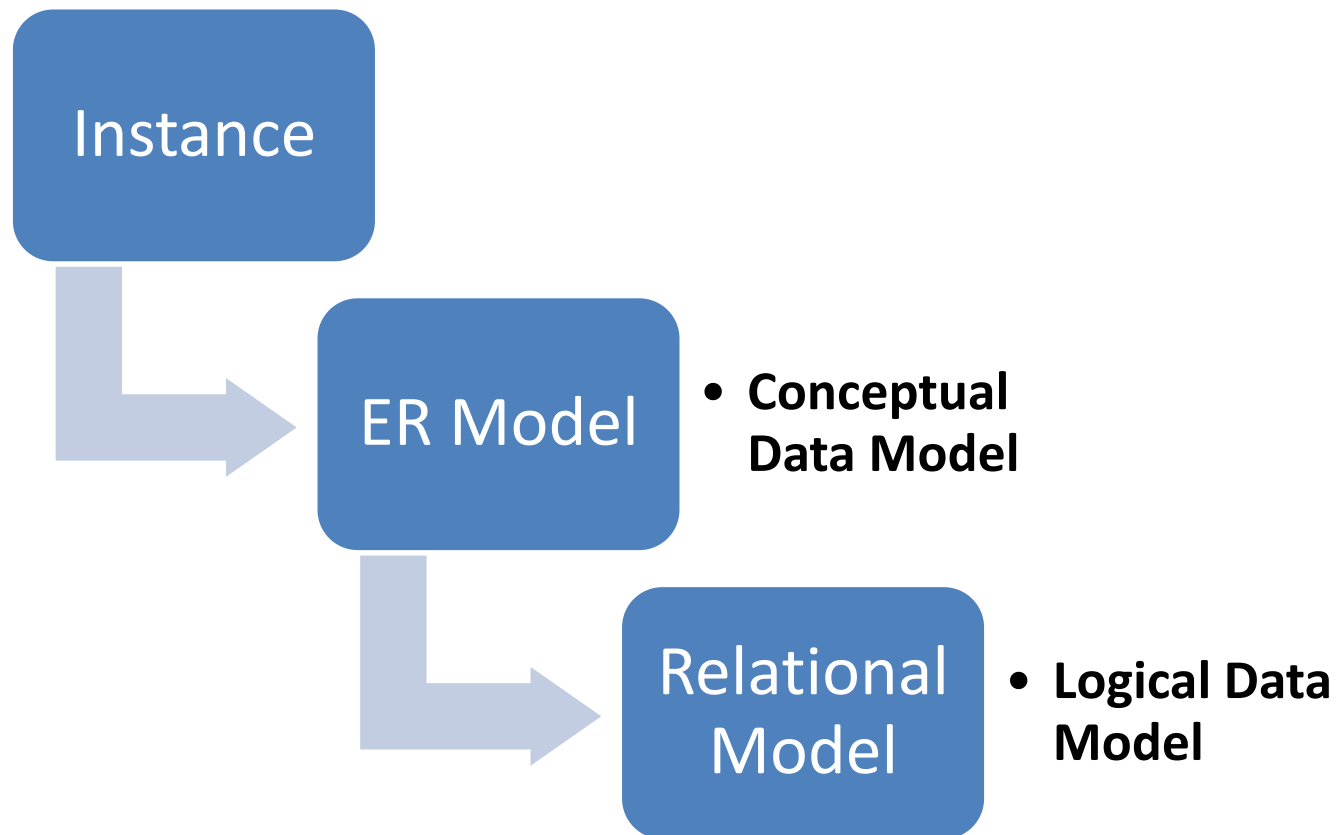 Instance
ER Model
• Conceptual
Data Model
Relational
Model
• Logical Data
Model